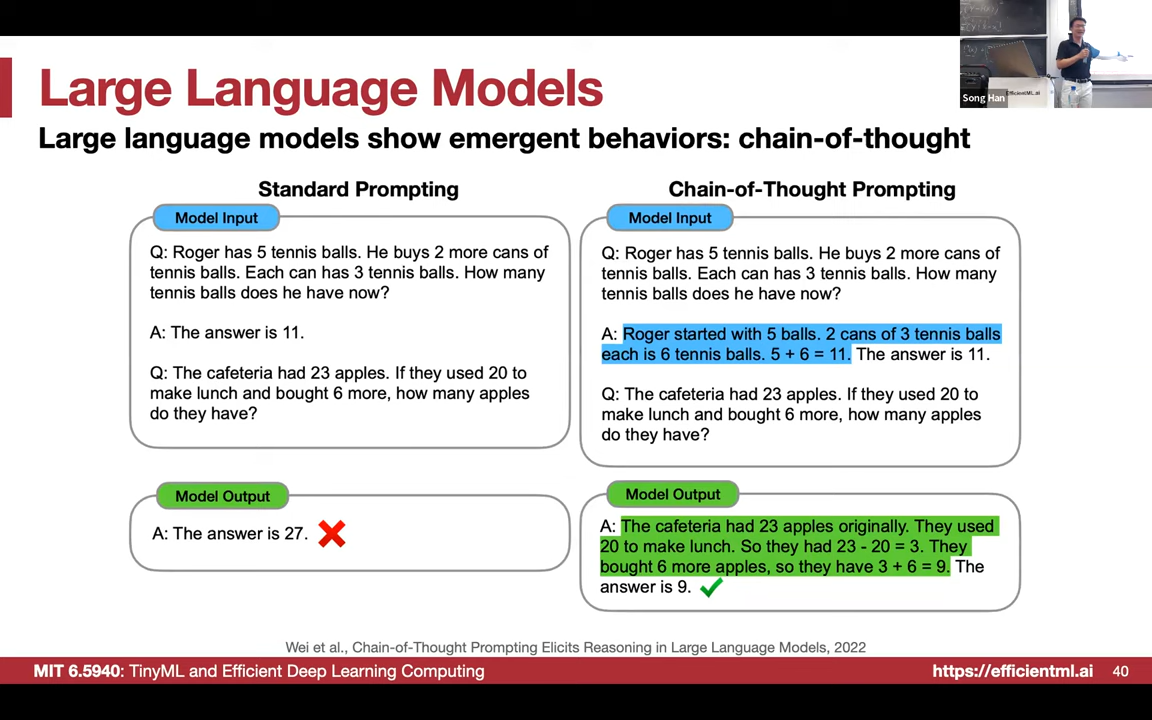 Large Language Models
Song Han
EfficientML.ai
Large language models show emergent behaviors: chain-of-thought
Standard Prompting
Model Input
Q: Roger has 5 tennis balls. He buys 2 more cans of
tennis balls. Each can has 3 tennis balls. How many
tennis balls does he have now?
A: The answer is 11.
Q: The cafeteria had 23 apples. If they used 20 to
make lunch and bought 6 more, how many apples
do they have?
Model Output
A: The answer is 27.
Chain-of-Thought Prompting
Model Input
Q: Roger has 5 tennis balls. He buys 2 more cans of
tennis balls. Each can has 3 tennis balls. How many
tennis balls does he have now?
A: Roger started with 5 balls. 2 cans of 3 tennis balls
each is 6 tennis balls. 5 + 6 = 11. The answer is 11.
Q: The cafeteria had 23 apples. If they used 20 to
make lunch and bought 6 more, how many apples
do they have?
Model Output
A: The cafeteria had 23 apples originally. They used
20 to make lunch. So they had 23 - 20 = 3. They
bought 6 more apples, so they have 3 + 6 = 9. The
answer is 9.
Wei et al., Chain-of-Thought Prompting Elicits Reasoning in Large Language Models, 2022
MIT 6.5940: TinyML and Efficient Deep Learning Computing
https://efficientml.ai
40